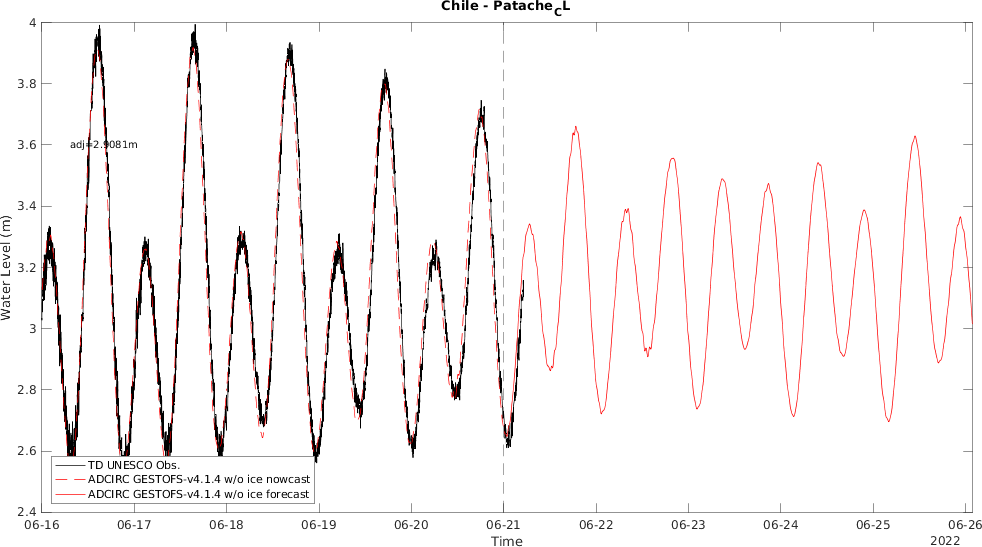 Chile - Patache_CL
4
3.8
3.6
3.4
3.2
3
2.8
2.6
2.4
Water Level (m)
adj=2.9081m
TD UNESCO Obs.
ADCIRC GESTOFS-v4.1.4 w/o ice nowcast
ADCIRC GESTOFS-v4.1.4 w/o ice forecast
06-16 06-17 06-18 06-19 06-20 06-21 06-22 06-23 06-24 06-25 06-26
Time
2022